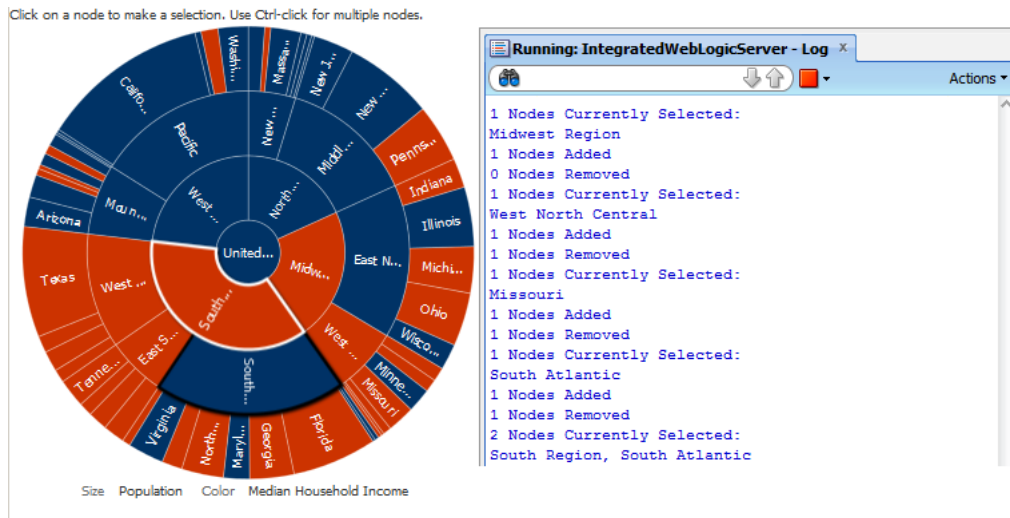 Click on a node to make a selection. Use Ctrl-click for multiple nodes.
Washi...
Massa...
New J...
New ...
Califo...
Pacific
New ...
Middl...
Penns...
Indiana
Illinois
Moun...
West ...
North...
Arizona
United...
East N...
Michi...
Texas
West ...
South...
Midw...
Ohio
East S...
West ...
Wisco...
Tenne...
South...
Minne...
Missouri
Virginia
North...
Maryl...
Georgia
Florida
Size Population Color Median Household Income
Running: IntegratedWebLogicServer - Log x
Actions
1 Nodes Currently Selected:
Midwest Region
1 Nodes Added
0 Nodes Removed
1 Nodes Currently Selected:
West North Central
1 Nodes Added
1 Nodes Removed
1 Nodes Currently Selected:
Missouri
1 Nodes Added
1 Nodes Removed
1 Nodes Currently Selected:
South Atlantic
1 Nodes Added
1 Nodes Removed
2 Nodes Currently Selected:
South Region, South Atlantic